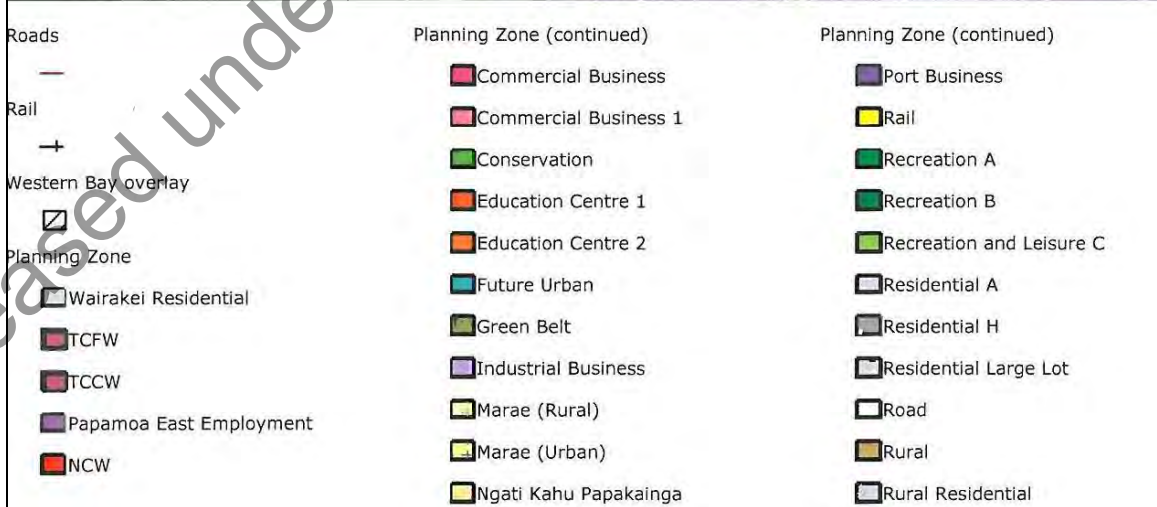 Roads
Rail
Western Bay overlay
Planning Zone
Wairakei Residential
TCFW
TCCW
Papamoa East Employment
NCW
Planning Zone (continued)
Commercial Business
Commercial Business 1
Conservation
Education Centre 1
Education Centre 2
Future Urban
Green Belt
Industrial Business
Marae (Rural)
Marae (Urban)
Ngati Kahu Papakainga
Planning Zone (continued)
Port Business
Rail
Recreation A
Recreation B
Recreation and Leisure C
Residential A
Residential H
Residential Large Lot
Road
Rural
Rural Residential